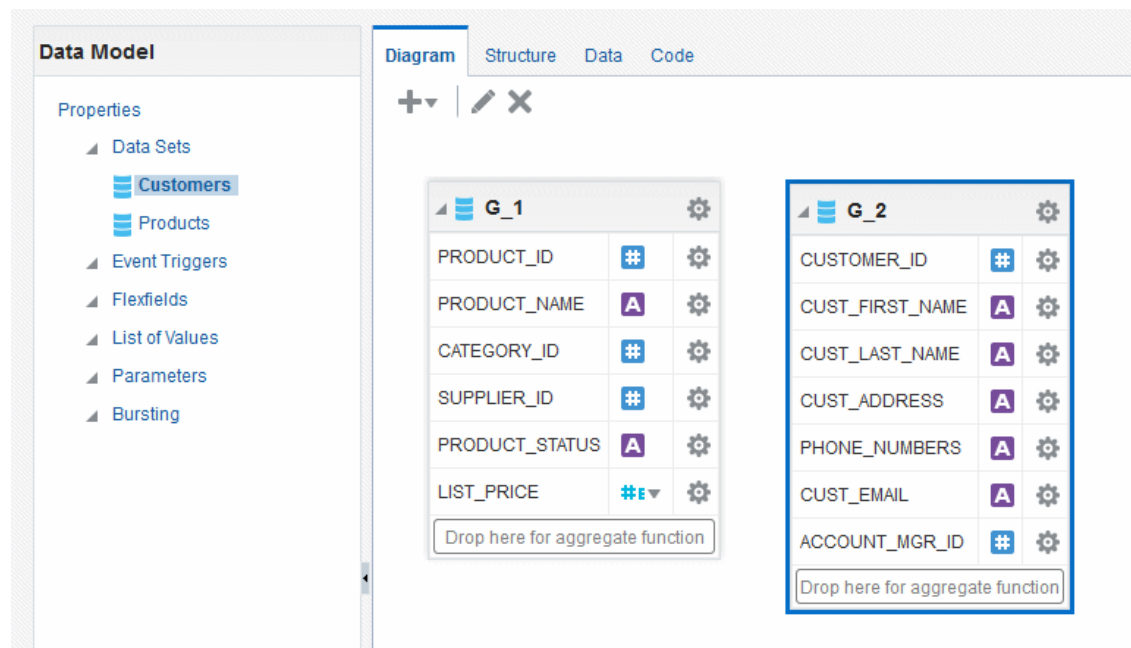 Data Model
Properties
Data Sets
Customers
Products
Event Triggers
Flexfields
List of Values
Parameters
Bursting
Diagram Structure Data Code
G_1
PRODUCT_ID #
PRODUCT_NAME A
CATEGORY_ID #
SUPPLIER_ID #
PRODUCT_STATUS A
LIST_PRICE #E
Drop here for aggregate function
G_2
CUSTOMER_ID #
CUST_FIRST_NAME A
CUST_LAST_NAME A
CUST_ADDRESS A
PHONE_NUMBERS A
CUST_EMAIL A
ACCOUNT_MGR_ID #
Drop here for aggregate function